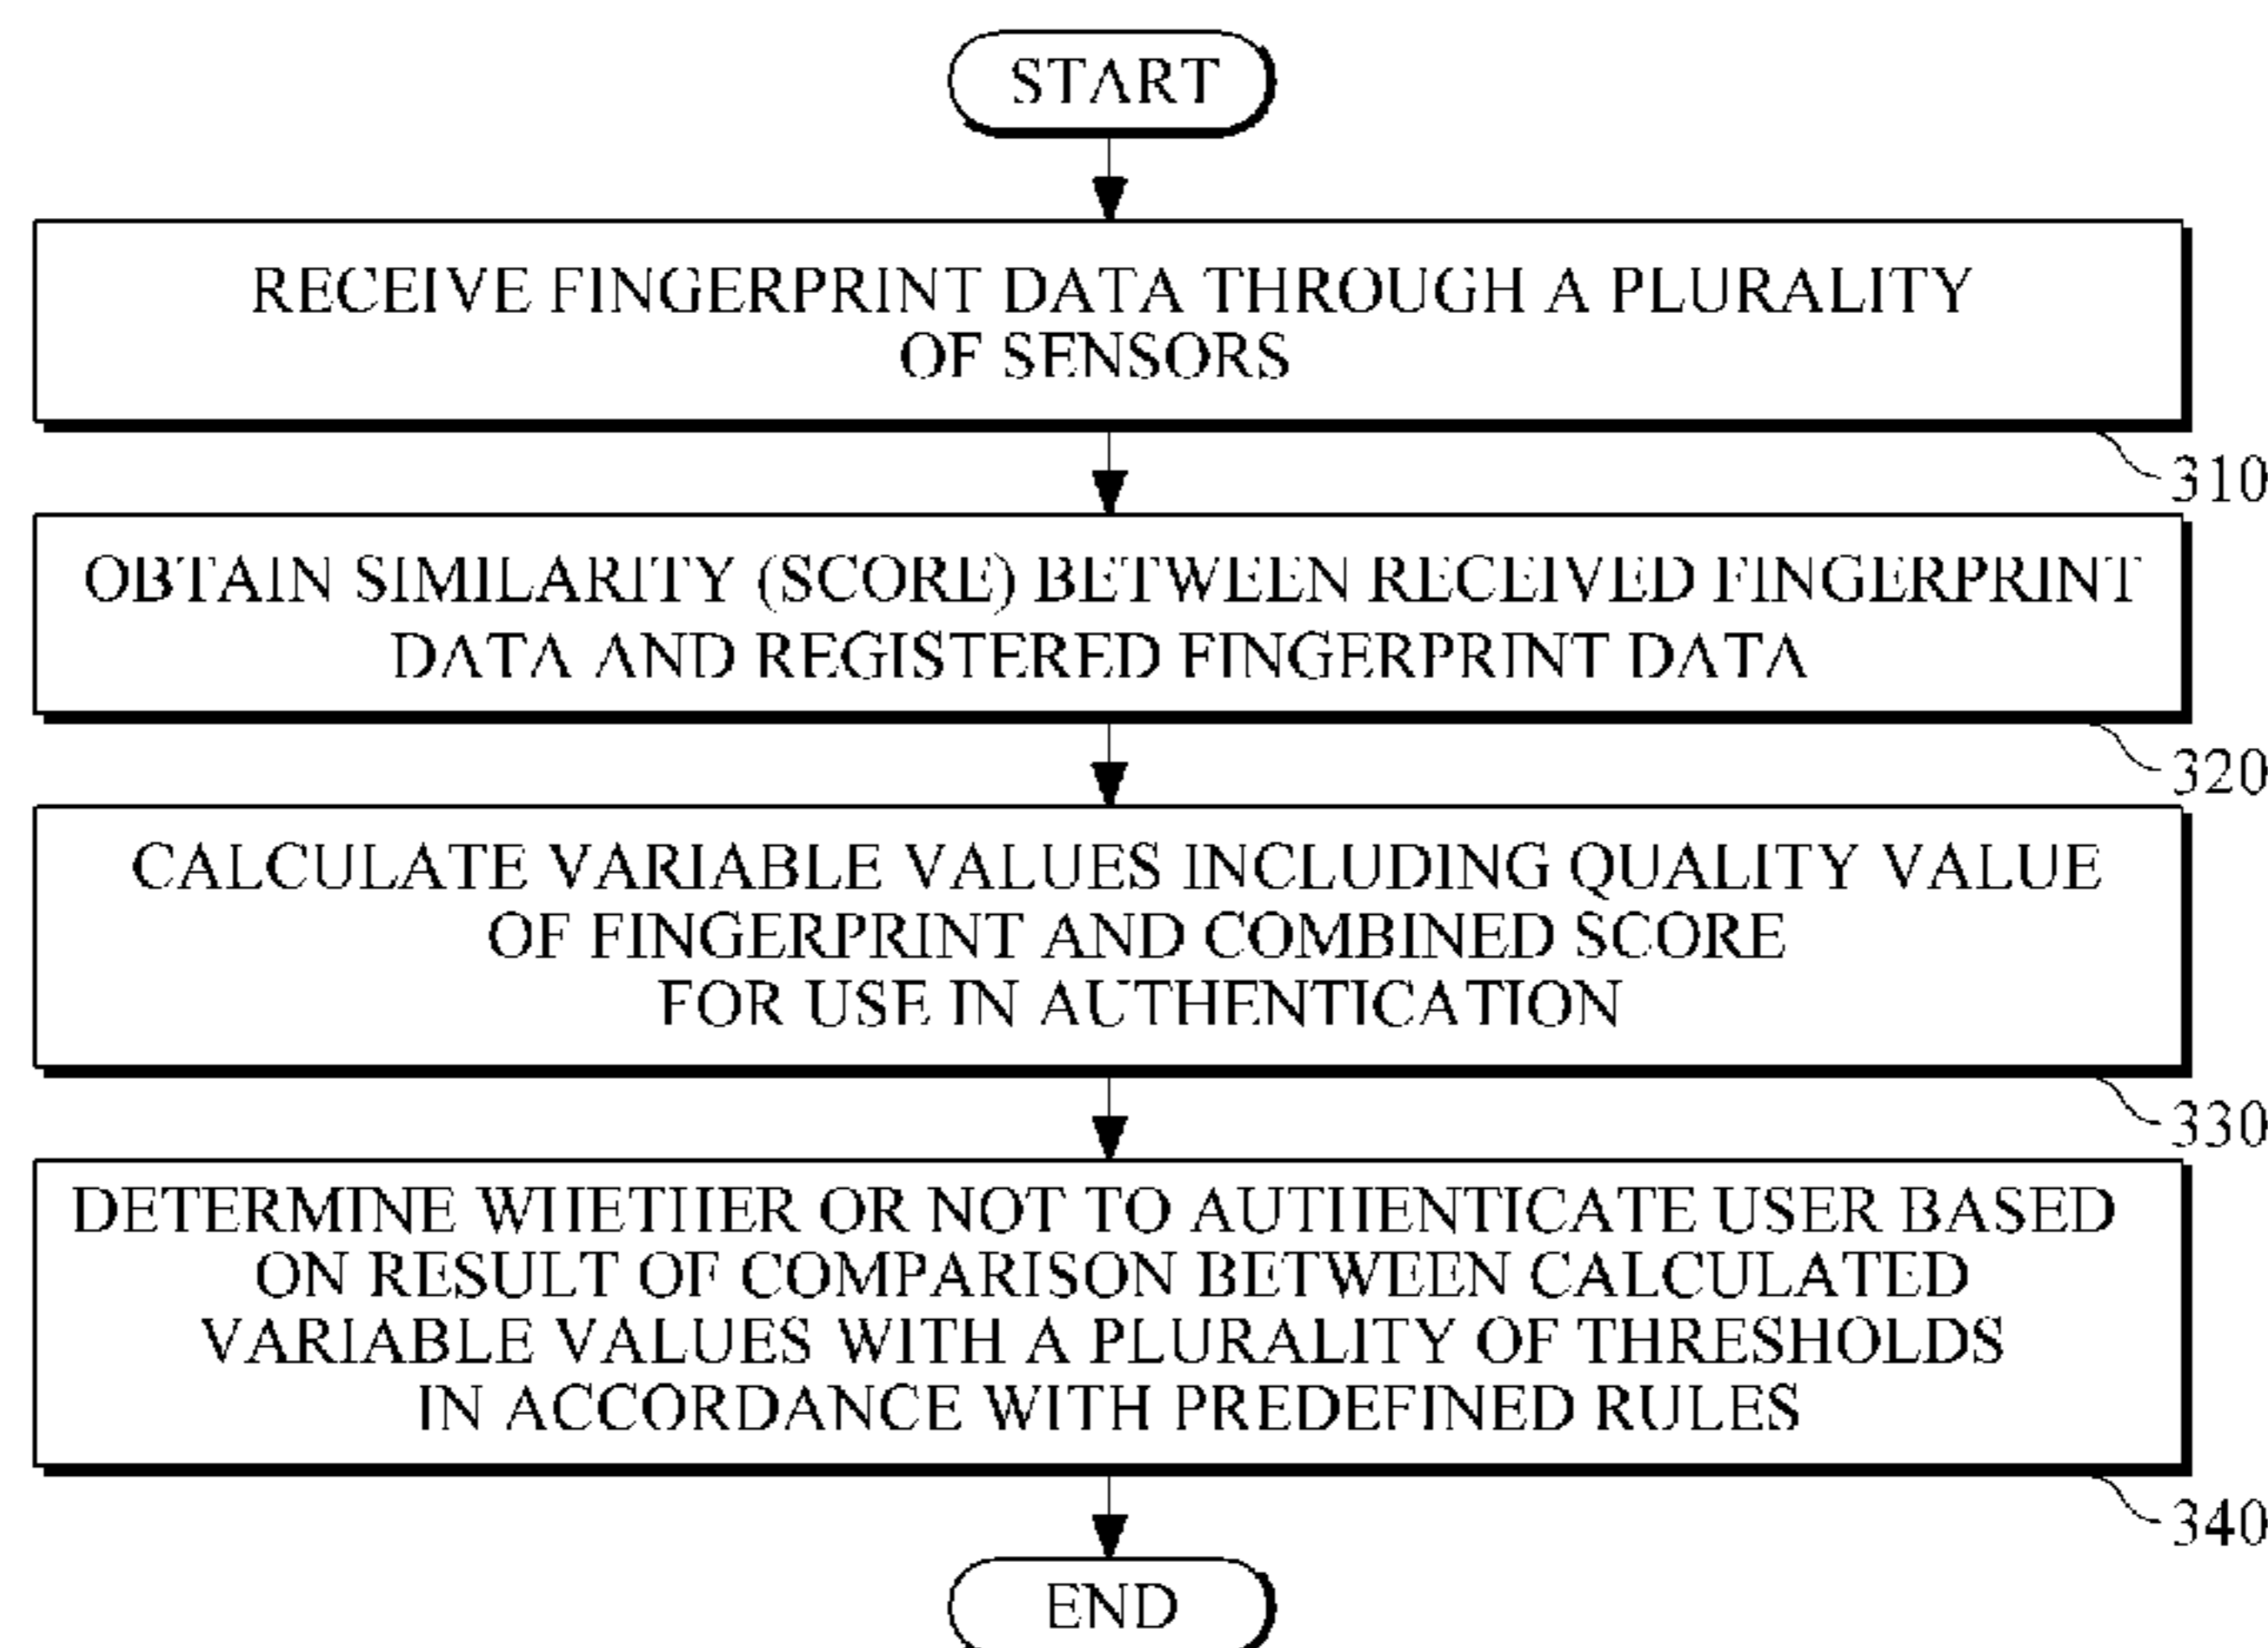 START
RECEIVE FINGERPRINT DATA THROUGH A PLURALITY
OF SENSORS
310
OBTAIN SIMILARITY (SCORE) BETWEEN RECEIVED FINGERPRINT
DATA AND REGISTERED FINGERPRINT DATA
320
CALCULATE VARIABLE VALUES INCLUDING QUALITY VALUE
OF FINGERPRINT AND COMBINED SCORE
FOR USE IN AUTHENTICATION
330
DETERMINE WHETHER OR NOT TO AUTHENTICATE USER BASED
ON RESULT OF COMPARISON BETWEEN CALCULATED
VARIABLE VALUES WITH A PLURALITY OF THRESHOLDS
IN ACCORDANCE WITH PREDEFINED RULES
340
END